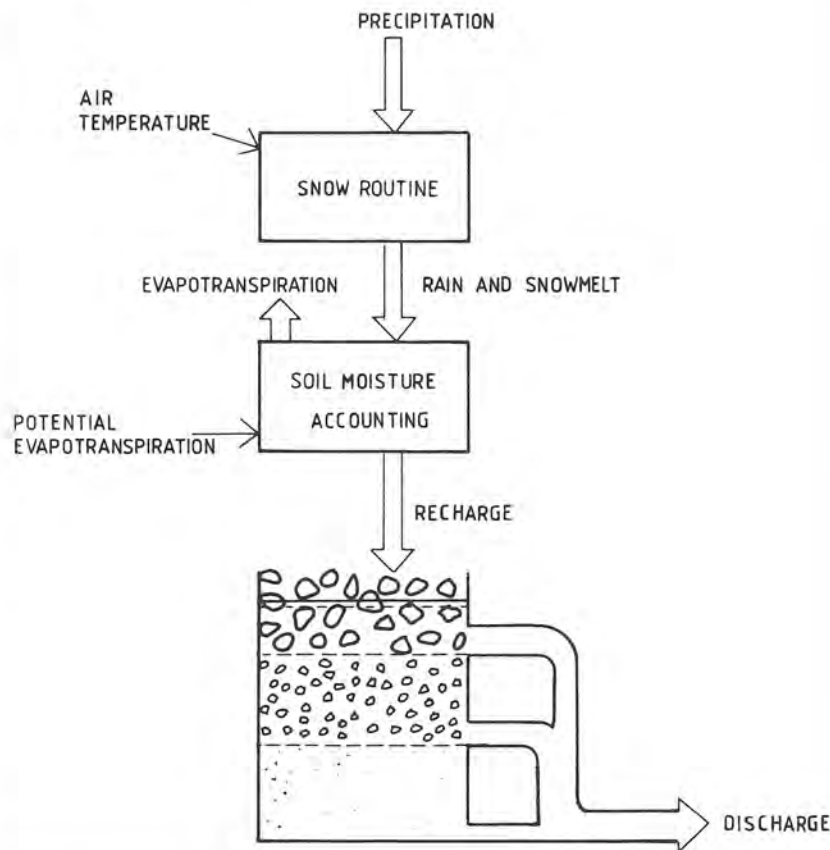 PRECIPITATION
AIR
TEMPERATURE
SNOW ROUTINE
EVAPOTRANSPIRATION
RAIN AND SNOWMELT
SOIL MOISTURE
ACCOUNTING
POTENTIAL
EVAPOTRANSPIRATION
RECHARGE
DISCHARGE